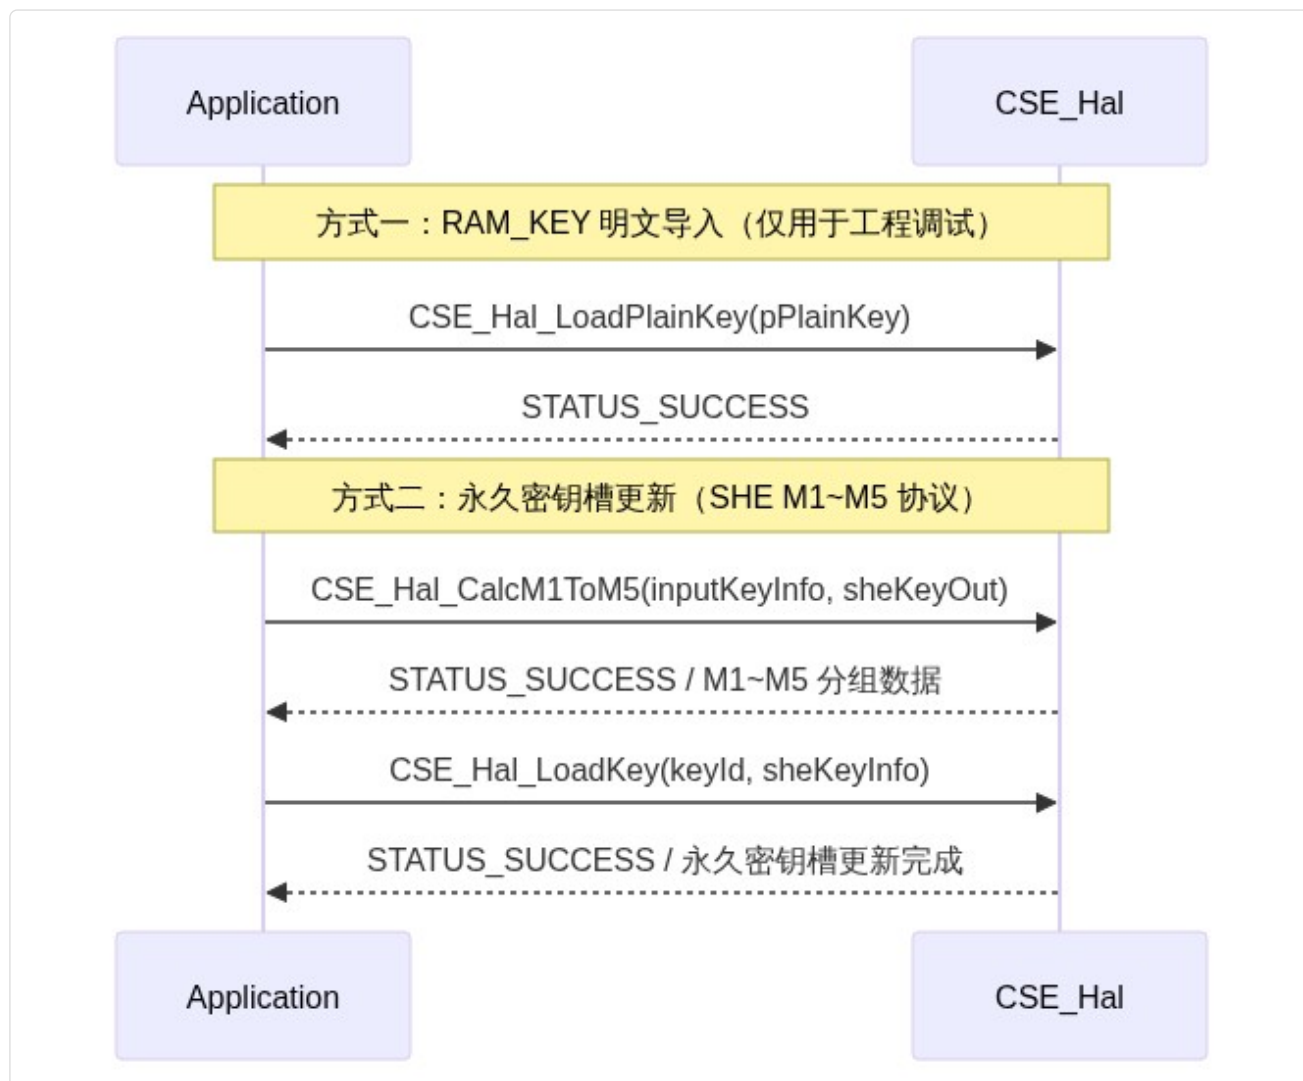 Application
CSE_Hal
方式一：RAM_KEY 明文导入（仅用于工程调试）
CSE_Hal_LoadPlainKey(pPlainKey)
STATUS_SUCCESS
方式二：永久密钥槽更新（SHE M1~M5 协议）
CSE_Hal_CalcM1ToM5(inputKeyInfo, sheKeyOut)
STATUS_SUCCESS / M1~M5 分组数据
CSE_Hal_LoadKey(keyId, sheKeyInfo)
STATUS_SUCCESS / 永久密钥槽更新完成
Application
CSE_Hal